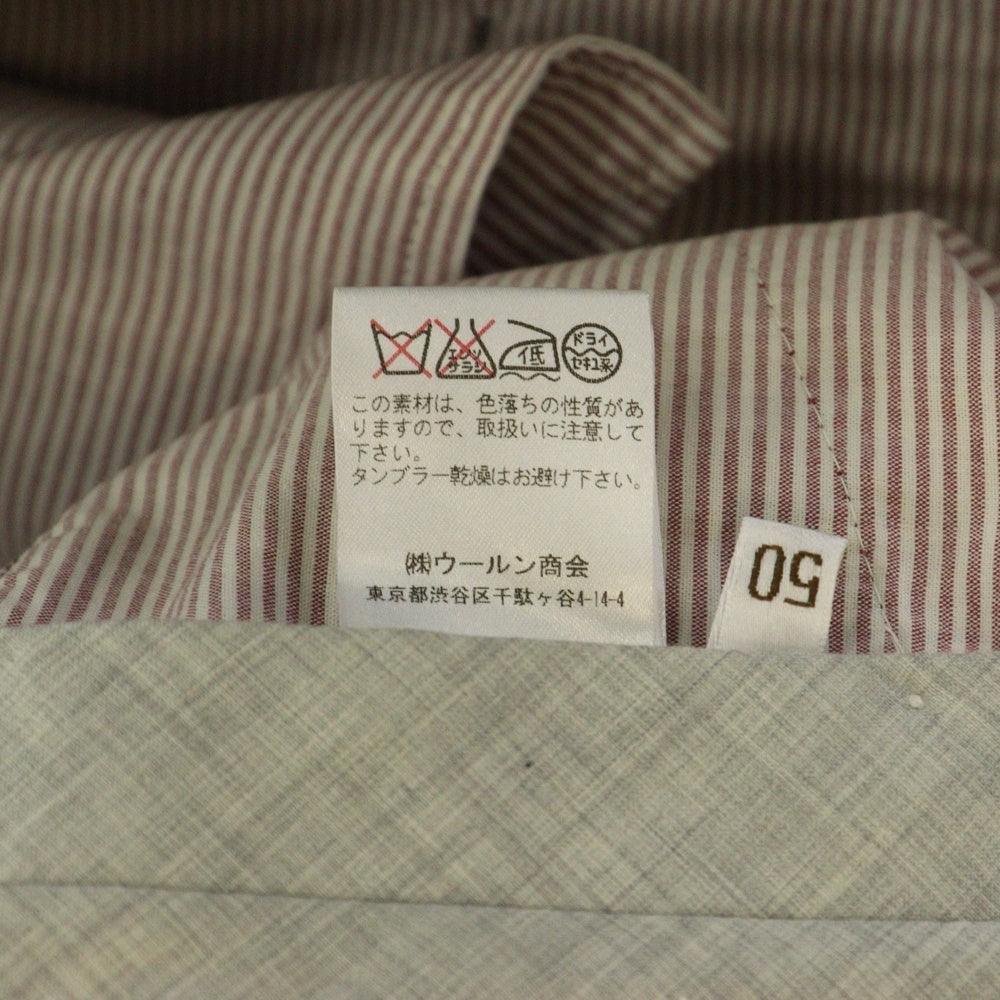 エンソ
サラシ
低
ドライ
セキユ系
この素材は、色落ちの性質があ
りますので、取扱いに注意して
下さい。
タンブラー乾燥はお避け下さい。
㈱ウールン商会
東京都渋谷区千駄ヶ谷4-14-4
50